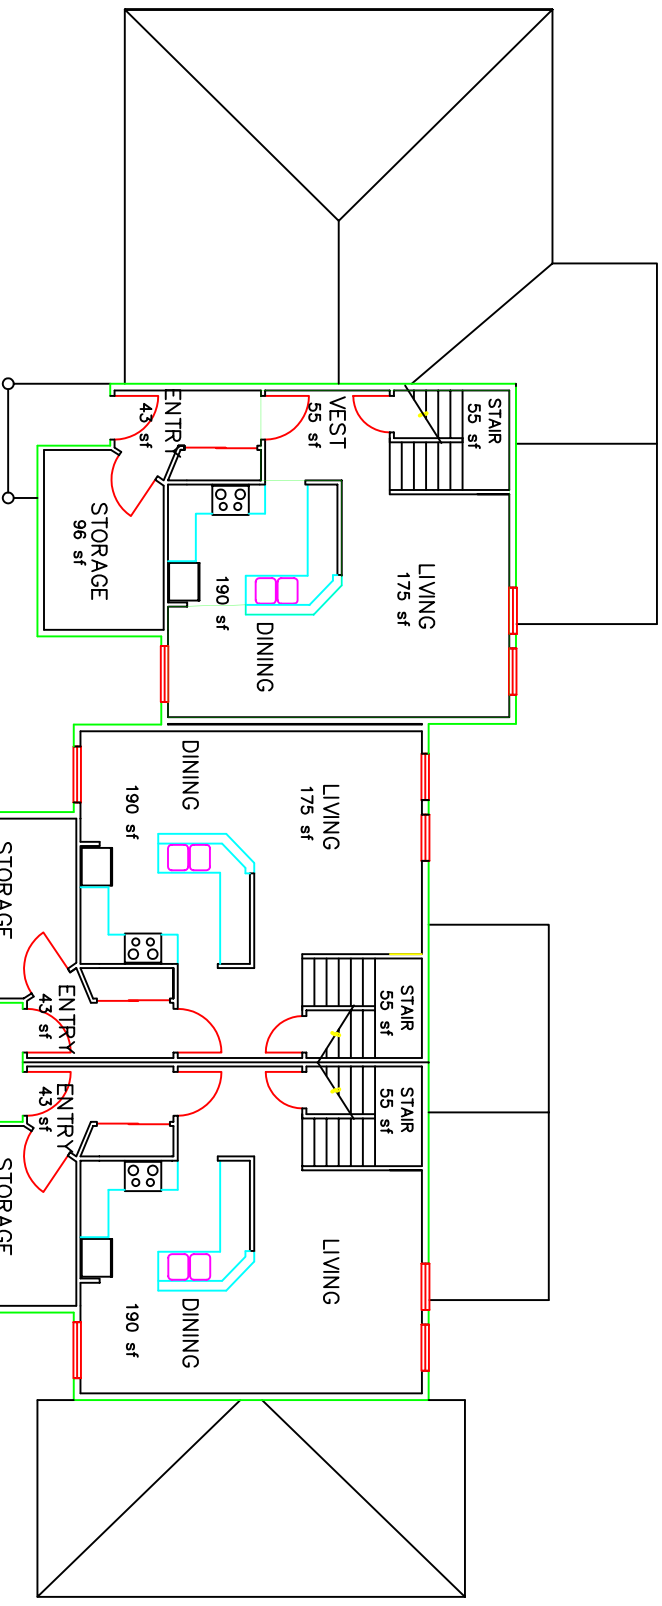 STAIR
55 sf
VEST
55 sf
ENTRY
43 sf
STORAGE
96 sf
LIVING
175 sf
190 sf
DINING
DINING
190 sf
LIVING
175 sf
STORAGE
ENTRY
43 sf
STAIR
55 sf
STAIR
55 sf
ENTRY
43 sf
STORAGE
LIVING
DINING
190 sf